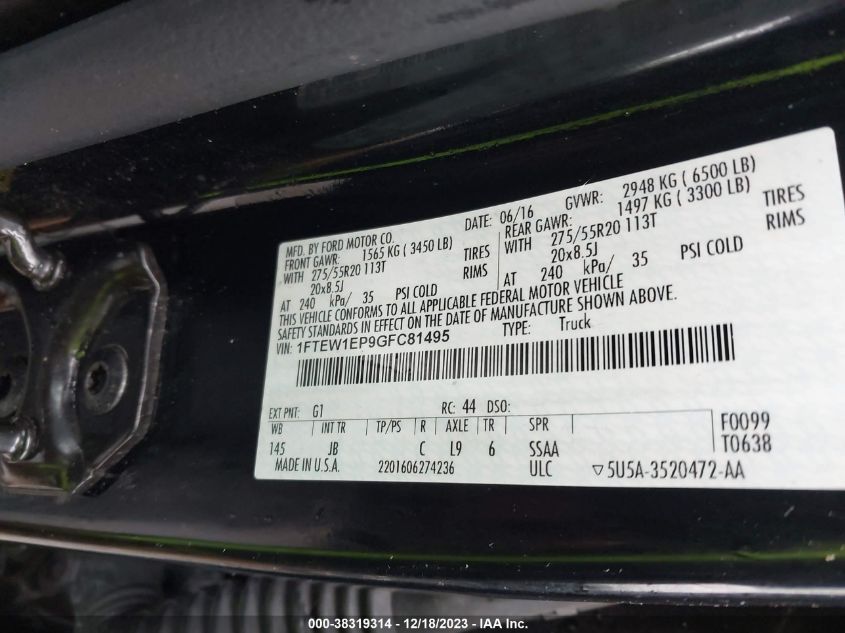 MFD. BY FORD MOTOR CO. DATE: 06/16 GVWR: 2948 KG ( 6500 LB)
FRONT GAWR: 1565 KG ( 3450 LB) REAR GAWR: 1497 KG ( 3300 LB)
WITH 275/55R20 113T TIRES WITH 275/55R20 113T TIRES
20x8.5J RIMS 20x8.5J RIMS
AT 240 kPa/ 35 PSI COLD AT 240 kPa/ 35 PSI COLD
THIS VEHICLE CONFORMS TO ALL APPLICABLE FEDERAL MOTOR VEHICLE
SAFETY STANDARDS IN EFFECT ON THE DATE OF MANUFACTURE SHOWN ABOVE.
VIN: 1FTEW1EP9GFC81495 TYPE: Truck
EXT PNT: G1 RC: 44 DSO:
WB INT TR TP/PS R AXLE TR SPR F0099
145 JB C L9 6 SSAA T0638
MADE IN U.S.A. 2201606274236 ULC ▽5U5A-3520472-AA
000-38319314 - 12/18/2023 - IAA Inc.